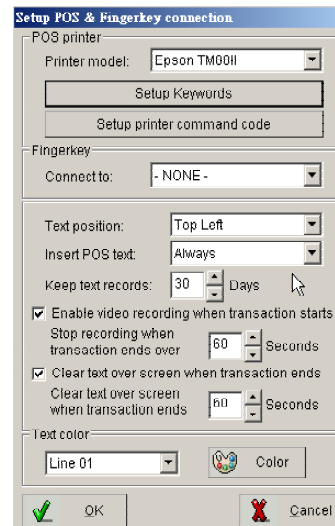 Setup POS & Fingerkey connection
POS printer
Printer model: Epson TM00II
Setup Keywords
Setup printer command code
Fingerkey
Connect to: - NONE -
Text position: Top Left
Insert POS text: Always
Keep text records: 30 Days
Enable video recording when transaction starts
Stop recording when
transaction ends over 60 Seconds
Clear text over screen when transaction ends
Clear text over screen
when transaction ends 60 Seconds
Text color
Line 01 Color
OK Cancel